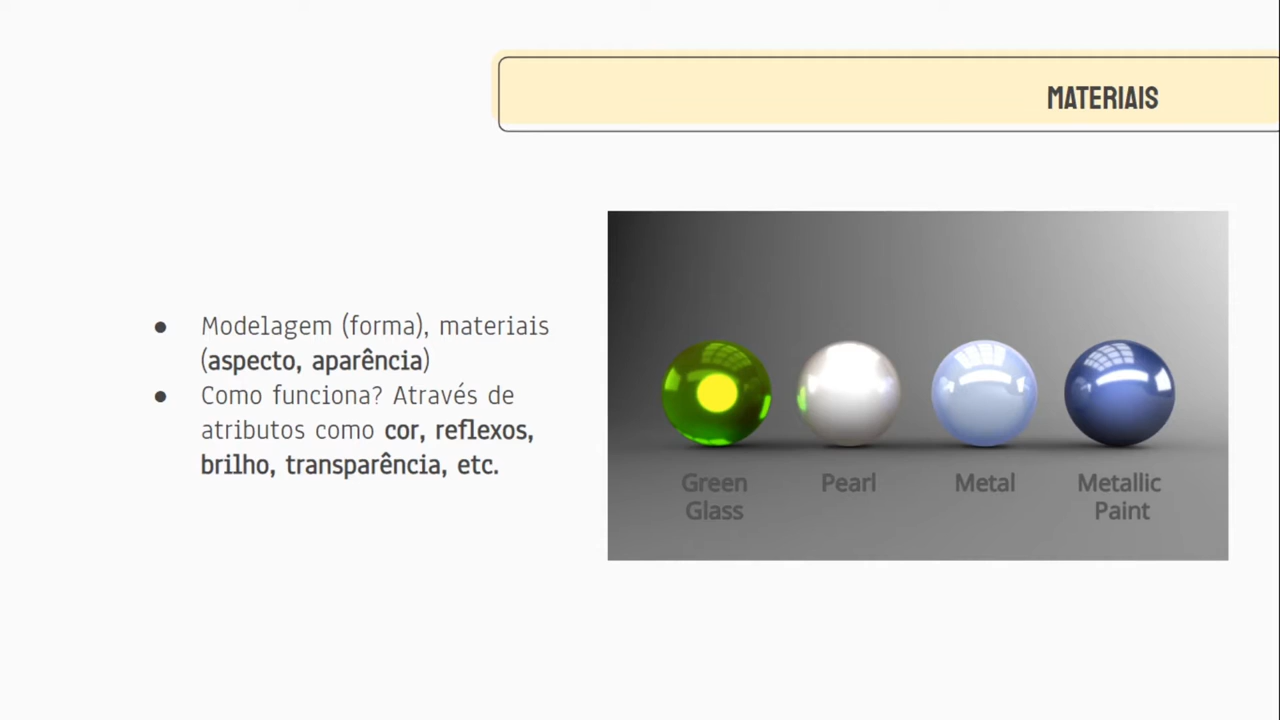 MATERIAIS
● Modelagem (forma), materiais
(aspecto, aparência)
● Como funciona? Através de
atributos como cor, reflexos,
brilho, transparência, etc.
Green
Glass
Pearl
Metal
Metallic
Paint